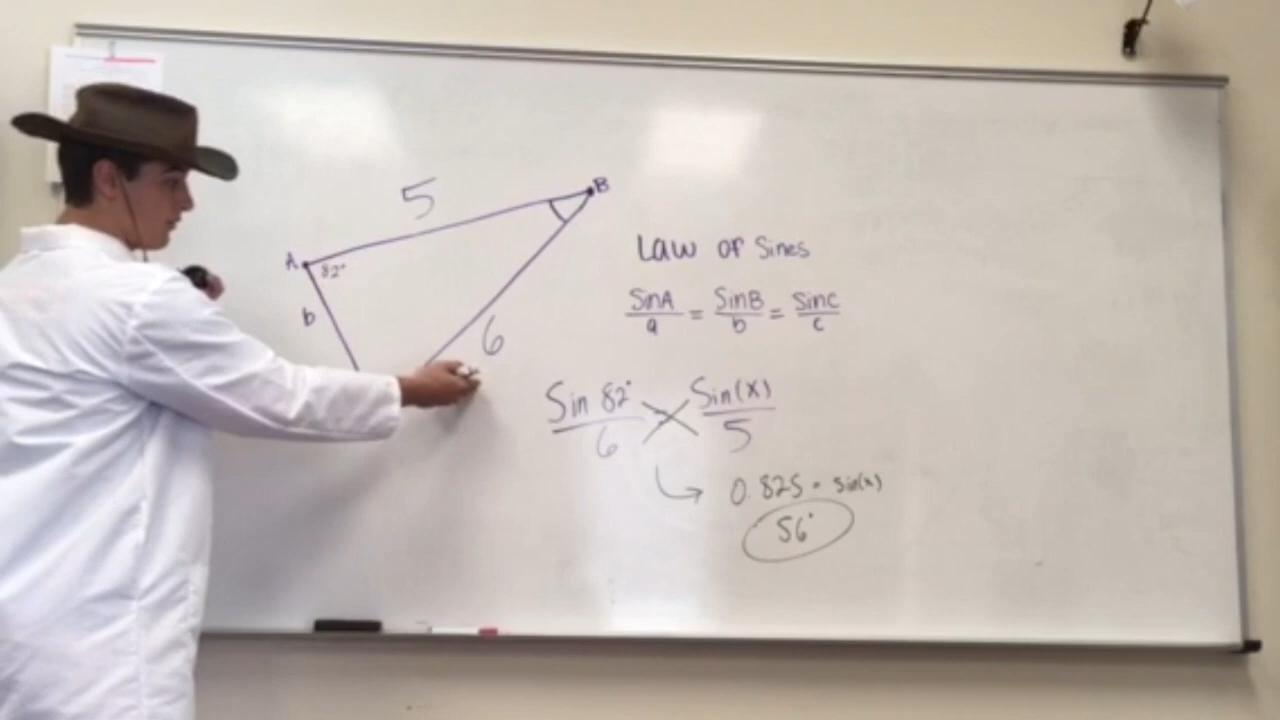 5
B
A 82°
b
6
Law of Sines
SinA/a = SinB/b = SinC/c
Sin 82°/6 Sin(x)/5
0.825 = sin(x)
56°